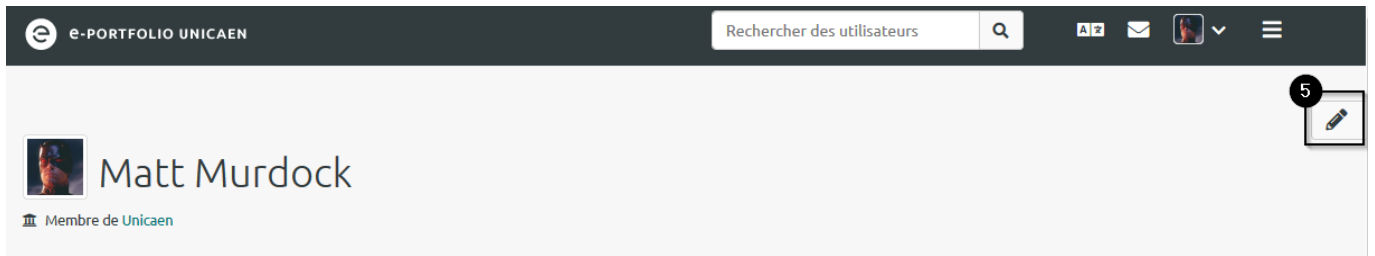 e-PORTFOLIO UNICAEN
Rechercher des utilisateurs
5
Matt Murdock
Membre de Unicaen